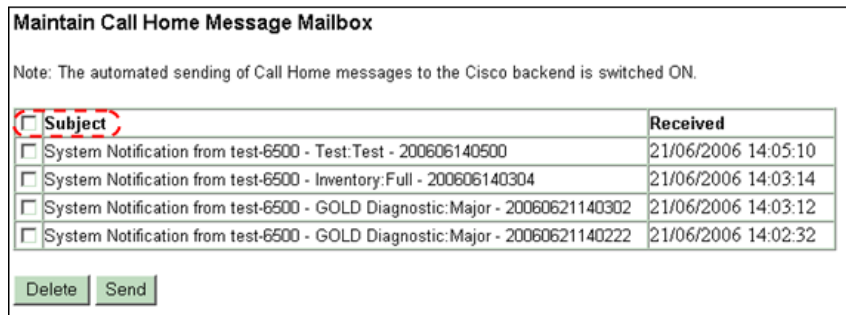 Maintain Call Home Message Mailbox
Note: The automated sending of Call Home messages to the Cisco backend is switched ON.
Subject Received
System Notification from test-6500 - Test:Test - 200606140500 21/06/2006 14:05:10
System Notification from test-6500 - Inventory:Full - 200606140304 21/06/2006 14:03:14
System Notification from test-6500 - GOLD Diagnostic:Major - 20060621140302 21/06/2006 14:03:12
System Notification from test-6500 - GOLD Diagnostic:Major - 20060621140222 21/06/2006 14:02:32
Delete Send